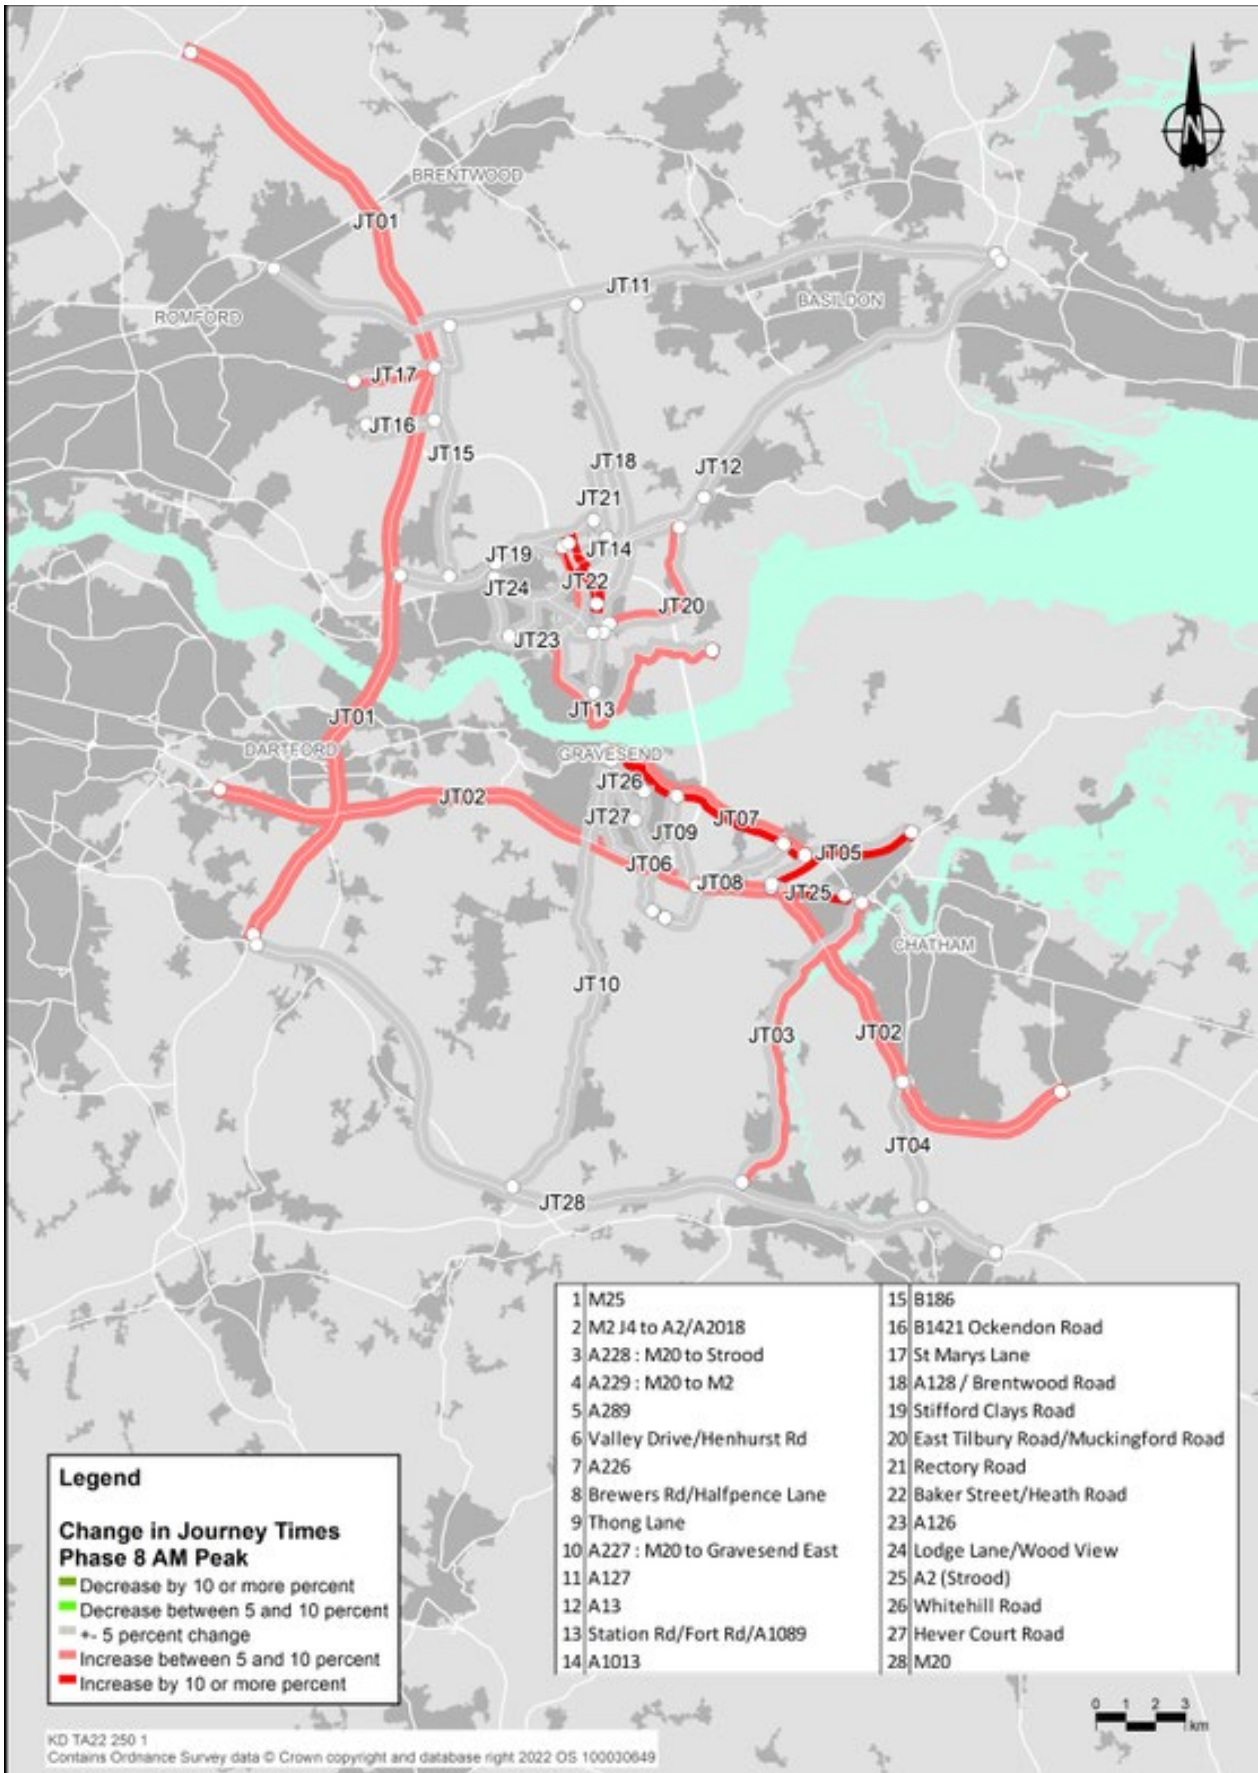 N
BRENTWOOD
JT01
JT11
BASILDON
ROMFORD
JT17
JT16
JT15
JT18
JT12
JT21
JT14
JT19
JT22
JT24
JT20
JT23
JT13
JT01
DARTFORD
GRAVESEND
JT26
JT02
JT27
JT09
JT07
JT05
JT06
JT08
JT25
CHATHAM
JT10
JT03
JT02
JT04
JT28
1 M25
2 M2 J4 to A2/A2018
3 A228 : M20 to Strood
4 A229 : M20 to M2
5 A289
6 Valley Drive/Henhurst Rd
7 A226
8 Brewers Rd/Halfpence Lane
9 Thong Lane
10 A227 : M20 to Gravesend East
11 A127
12 A13
13 Station Rd/Fort Rd/A1089
14 A1013
15 B186
16 B1421 Ockendon Road
17 St Marys Lane
18 A128 / Brentwood Road
19 Stifford Clays Road
20 East Tilbury Road/Muckingford Road
21 Rectory Road
22 Baker Street/Heath Road
23 A126
24 Lodge Lane/Wood View
25 A2 (Strood)
26 Whitehill Road
27 Hever Court Road
28 M20
Legend
Change in Journey Times
Phase 8 AM Peak
Decrease by 10 or more percent
Decrease between 5 and 10 percent
+- 5 percent change
Increase between 5 and 10 percent
Increase by 10 or more percent
0 1 2 3
km
KD TA22 250 1
Contains Ordnance Survey data © Crown copyright and database right 2022 OS 100030649